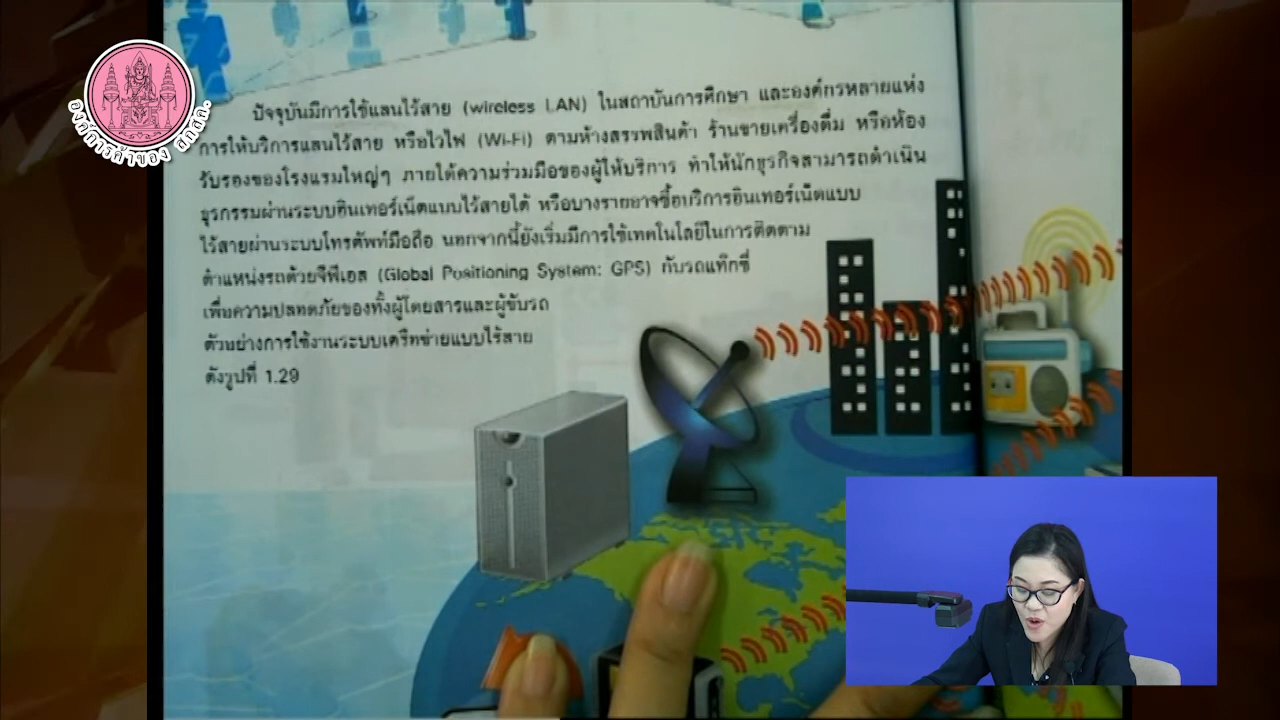 องค์การค้าของ สกสค.
ปัจจุบันมีการใช้แลนไร้สาย (wireless LAN) ในสถาบันการศึกษา และองค์กรหลายแห่ง
การให้บริการแลนไร้สาย หรือไวไฟ (Wi-Fi) ตามห้างสรรพสินค้า ร้านขายเครื่องดื่ม หรือห้อง
รับรองของโรงแรมใหญ่ๆ ภายใต้ความร่วมมือของผู้ให้บริการ ทำให้นักธุรกิจสามารถดำเนิน
ธุรกรรมผ่านระบบอินเทอร์เน็ตแบบไร้สายได้ หรือบางรายอาจซื้อบริการอินเทอร์เน็ตแบบ
ไร้สายผ่านระบบโทรศัพท์มือถือ นอกจากนี้ยังเริ่มมีการใช้เทคโนโลยีในการติดตาม
ตำแหน่งรถด้วยจีพีเอส (Global Positioning System: GPS) กับรถแท็กซี่
เพื่อความปลอดภัยของทั้งผู้โดยสารและผู้ขับรถ
ตัวอย่างการใช้งานระบบเครือข่ายแบบไร้สาย
ดังรูปที่ 1.29